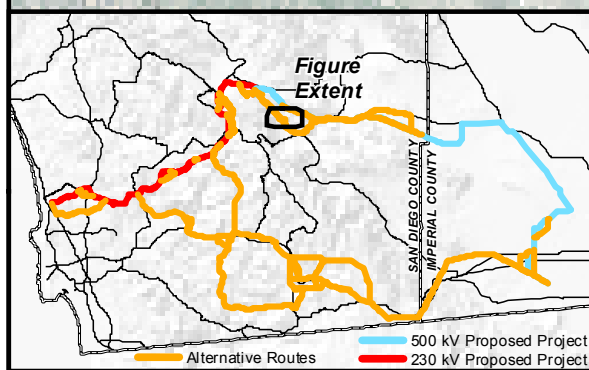 Figure
Extent
SAN DIEGO COUNTY
IMPERIAL COUNTY
500 kV Proposed Project
Alternative Routes
230 kV Proposed Project